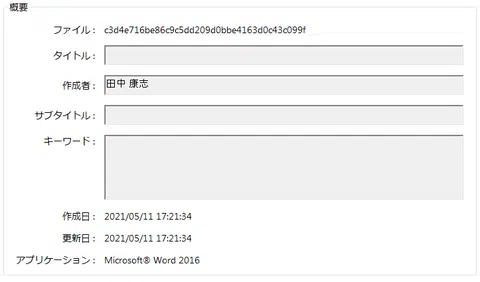 概要
ファイル: c3d4e716be86c9c5dd209d0bbe4163d0c43c099f
タイトル:
作成者: 田中 康志
サブタイトル:
キーワード:
作成日: 2021/05/11 17:21:34
更新日: 2021/05/11 17:21:34
アプリケーション: Microsoft® Word 2016